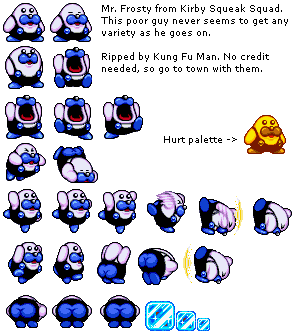 Mr. Frosty from Kirby Squeak Squad.
This poor guy never seems to get any
variety as he goes on.
Ripped by Kung Fu Man. No credit
needed, so go to town with them.
Hurt palette ->